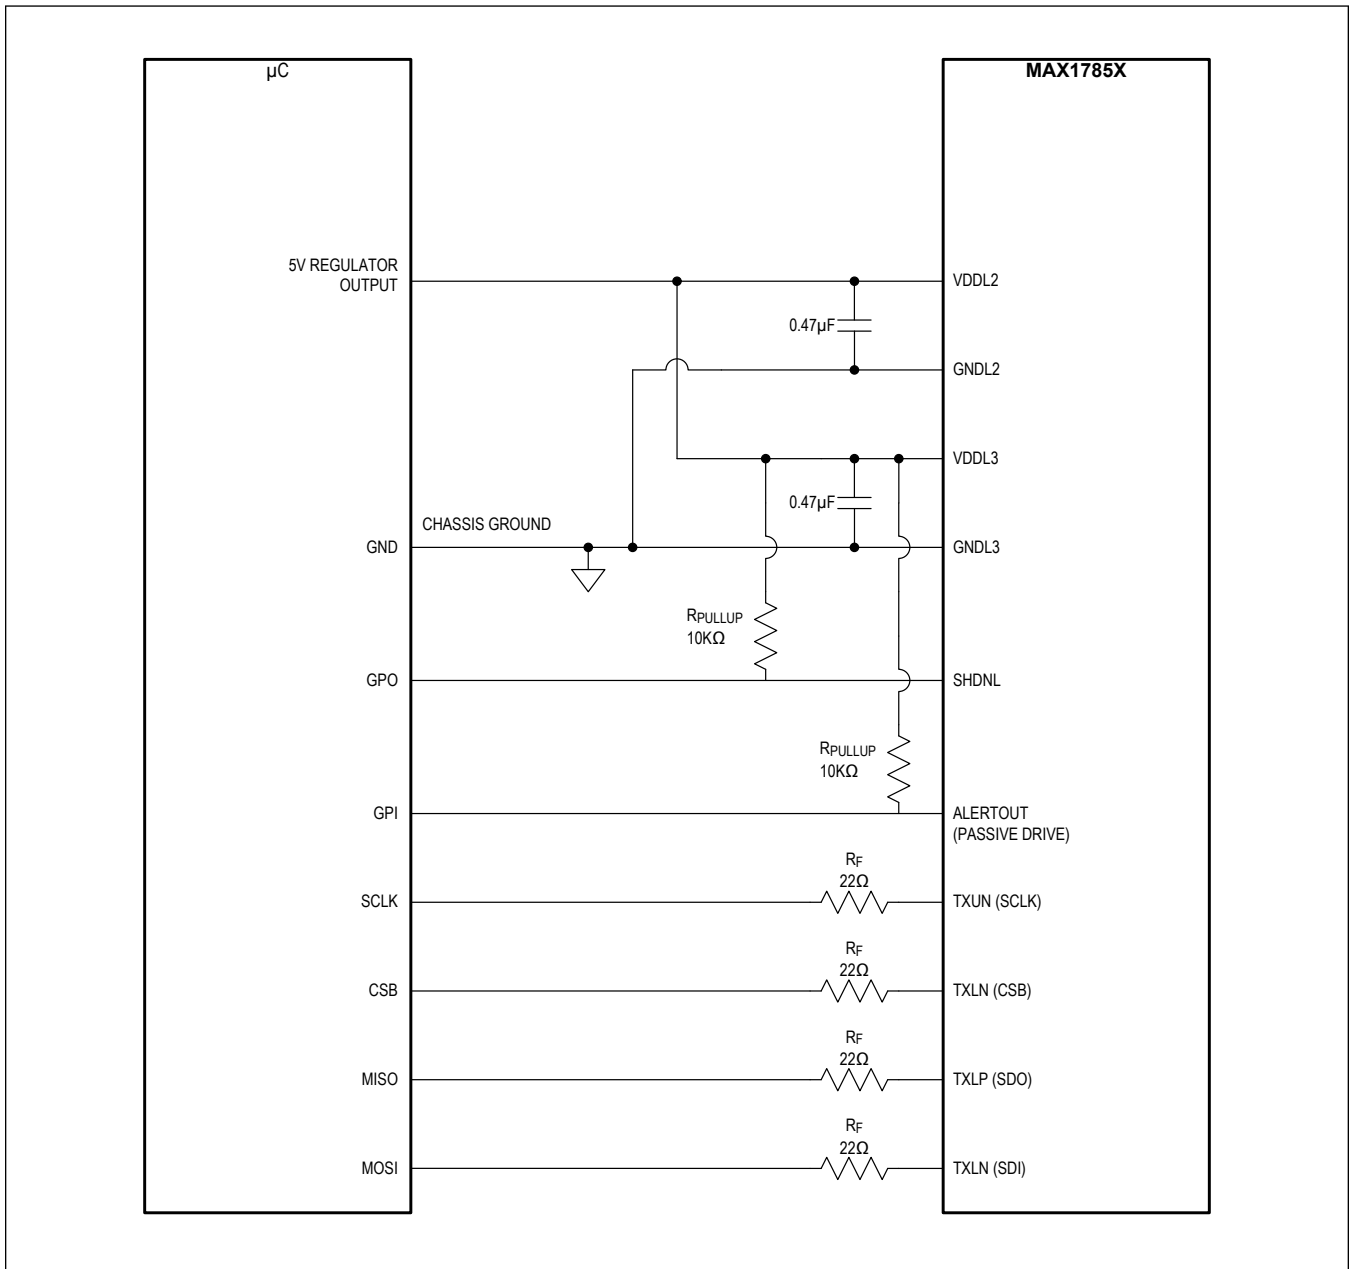 µC
MAX1785X
5V REGULATOR
OUTPUT
VDDL2
0.47µF
GNDL2
VDDL3
0.47µF
CHASSIS GROUND
GND
GNDL3
RPULLUP
10KΩ
GPO
SHDNL
RPULLUP
10KΩ
GPI
ALERTOUT
(PASSIVE DRIVE)
RF
22Ω
SCLK
TXUN (SCLK)
RF
22Ω
CSB
TXLN (CSB)
RF
22Ω
MISO
TXLP (SDO)
RF
22Ω
MOSI
TXLN (SDI)